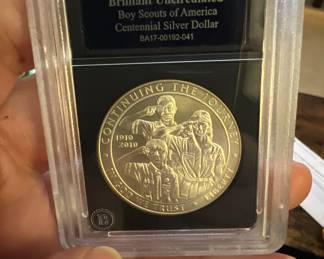 Brilliant Uncirculated
Boy Scouts of America
Centennial Silver Dollar
BA17-00192-041
CONTINUING THE JOURNEY
1910
2010
IN GOD WE TRUST • LIBERTY
B